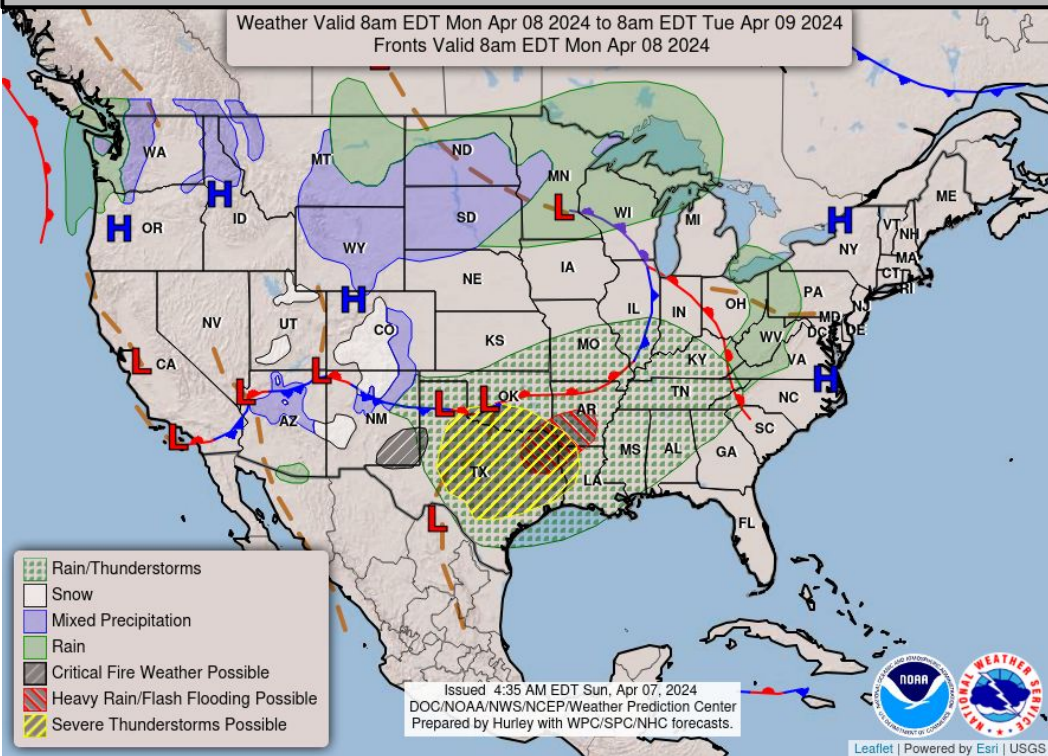 Weather Valid 8am EDT Mon Apr 08 2024 to 8am EDT Tue Apr 09 2024
Fronts Valid 8am EDT Mon Apr 08 2024
WA
MT
ND
MN
ME
OR
H
H
ID
SD
L
WI
MI
H
NY
VT
NH
MA
CT
RI
WY
NE
IA
H
NV
UT
CO
IL
IN
OH
PA
NJ
MD
DC
DE
WV
VA
KS
MO
KY
L
CA
L
L
AZ
NM
L
L
OK
AR
TN
NC
H
SC
L
TX
MS
AL
GA
LA
L
FL
Rain/Thunderstorms
Snow
Mixed Precipitation
Rain
Critical Fire Weather Possible
Heavy Rain/Flash Flooding Possible
Severe Thunderstorms Possible
Issued 4:35 AM EDT Sun, Apr 07, 2024
DOC/NOAA/NWS/NCEP/Weather Prediction Center
Prepared by Hurley with WPC/SPC/NHC forecasts.
NOAA
NATIONAL WEATHER SERVICE
Leaflet | Powered by Esri | USGS